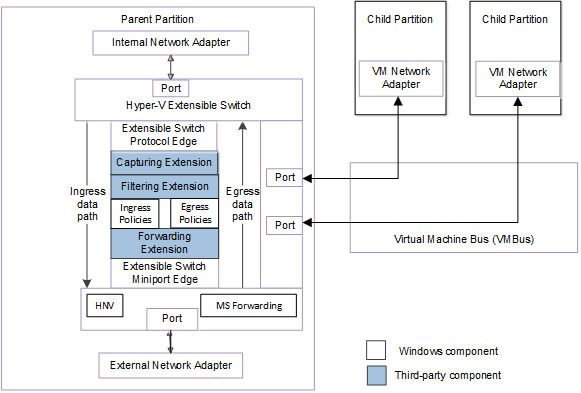 Parent Partition
Internal Network Adapter
Port
Hyper-V Extensible Switch
Extensible Switch
Protocol Edge
Capturing Extension
Filtering Extension
Ingress
Policies
Egress
Policies
Forwarding
Extension
Extensible Switch
Miniport Edge
Ingress
data
path
Egress
data
path
Port
Port
HNV
MS Forwarding
Port
External Network Adapter
Child Partition
VM Network
Adapter
Child Partition
VM Network
Adapter
Virtual Machine Bus (VMBus)
Windows component
Third-party component